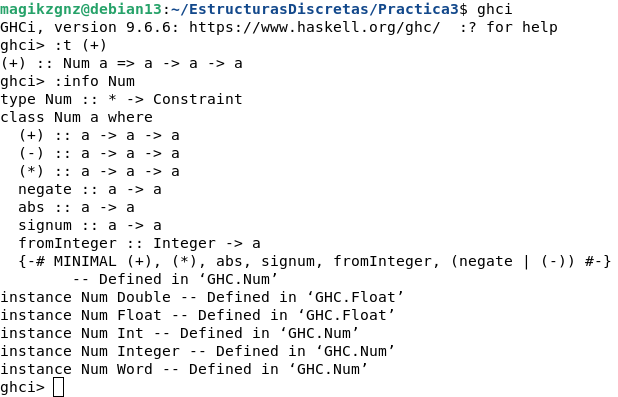 magikzgnz@debian13:~/EstructurasDiscretas/Practica3$ ghci
GHCi, version 9.6.6: https://www.haskell.org/ghc/  :? for help
ghci> :t (+)
(+) :: Num a => a -> a -> a
ghci> :info Num
type Num :: * -> Constraint
class Num a where
  (+) :: a -> a -> a
  (-) :: a -> a -> a
  (*) :: a -> a -> a
  negate :: a -> a
  abs :: a -> a
  signum :: a -> a
  fromInteger :: Integer -> a
  {-# MINIMAL (+), (*), abs, signum, fromInteger, (negate | (-)) #-}
        -- Defined in ‘GHC.Num’
instance Num Double -- Defined in ‘GHC.Float’
instance Num Float -- Defined in ‘GHC.Float’
instance Num Int -- Defined in ‘GHC.Num’
instance Num Integer -- Defined in ‘GHC.Num’
instance Num Word -- Defined in ‘GHC.Num’
ghci>